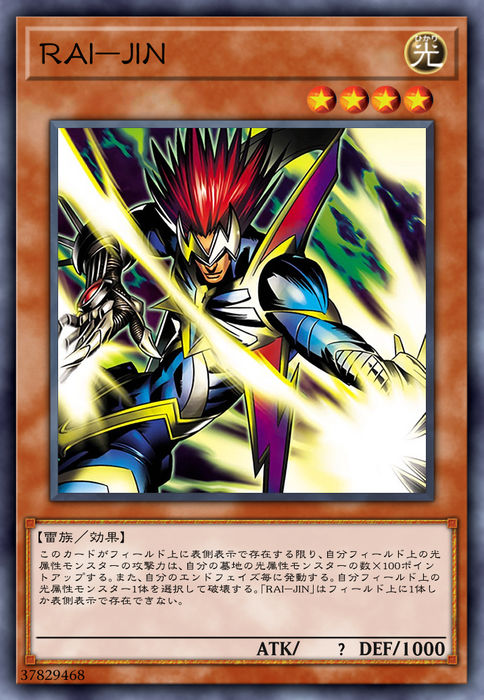 RAI－JIN
ひかり
光
【雷族／効果】
このカードがフィールド上に表側表示で存在する限り、自分フィールド上の光
属性モンスターの攻撃力は、自分の墓地の光属性モンスターの数×100ポイン
トアップする。また、自分のエンドフェイズ毎に発動する。自分フィールド上の
光属性モンスター1体を選択して破壊する。「RAI－JIN」はフィールド上に1体し
か表側表示で存在できない。
ATK/ ? DEF/1000
37829468